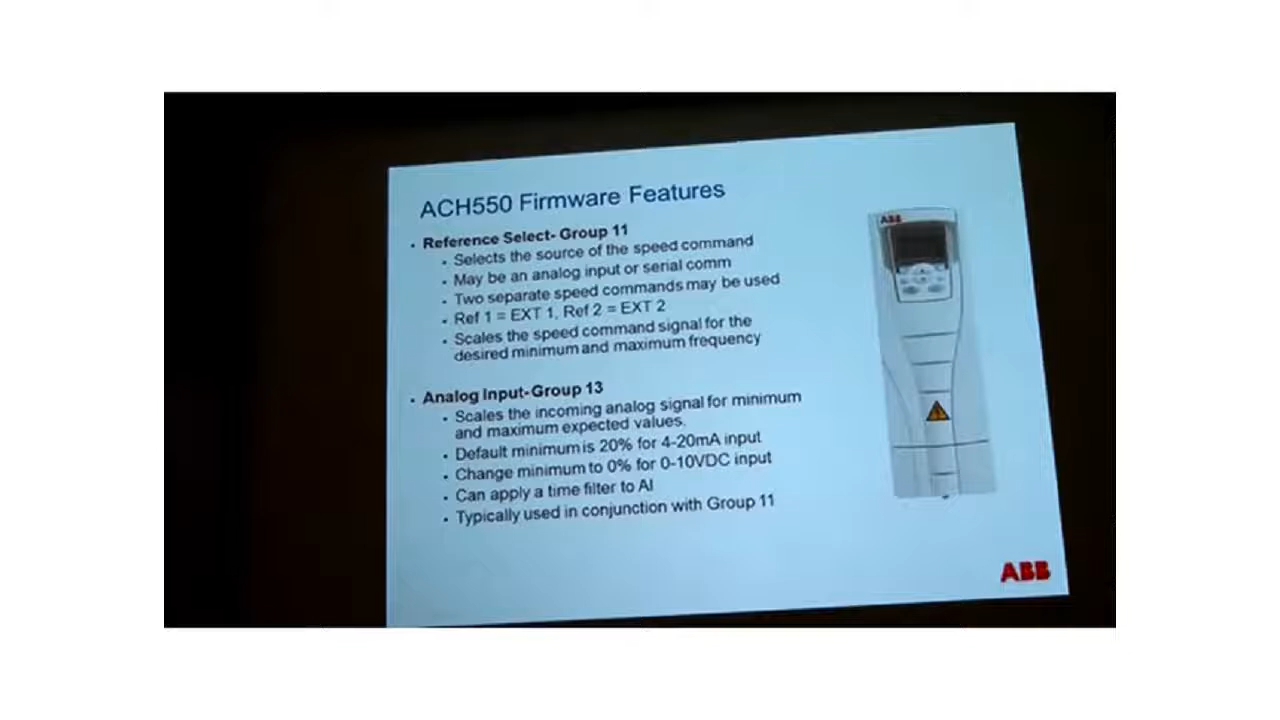 ACH550 Firmware Features
• Reference Select- Group 11
• Selects the source of the speed command
• May be an analog input or serial comm
• Two separate speed commands may be used
• Ref 1 = EXT 1, Ref 2 = EXT 2
• Scales the speed command signal for the
desired minimum and maximum frequency
ABB
• Analog Input-Group 13
• Scales the incoming analog signal for minimum
and maximum expected values.
• Default minimum is 20% for 4-20mA input
• Change minimum to 0% for 0-10VDC input
• Can apply a time filter to AI
• Typically used in conjunction with Group 11
ABB